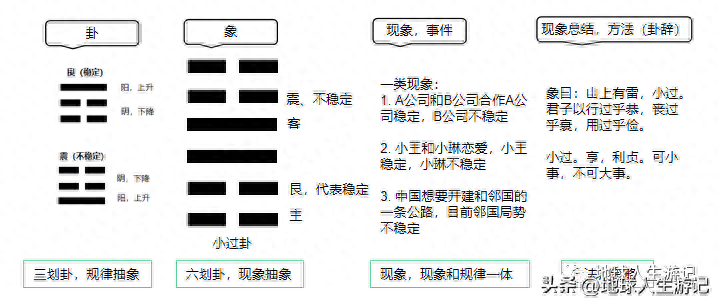 卦
象
现象，事件
现象总结，方法（卦辞）
艮（稳定）
阳，上升
阴，下降
震（不稳定）
阴，下降
阳，上升
震、不稳定
客
艮，代表稳定
主
小过卦
一类现象：
1. A公司和B公司合作A公
司稳定，B公司不稳定
2. 小王和小琳恋爱，小王
稳定，小琳不稳定
3. 中国想要开建和邻国的
一条公路，目前邻国局势
不稳定
象曰：山上有雷，小过。
君子以行过乎恭，丧过
乎哀，用过乎俭。
小过。亨，利贞。可小
事，不可大事。
三划卦，规律抽象
六划卦，现象抽象
现象，现象和规律一体
地球人生游记
头条 @地球人生游记